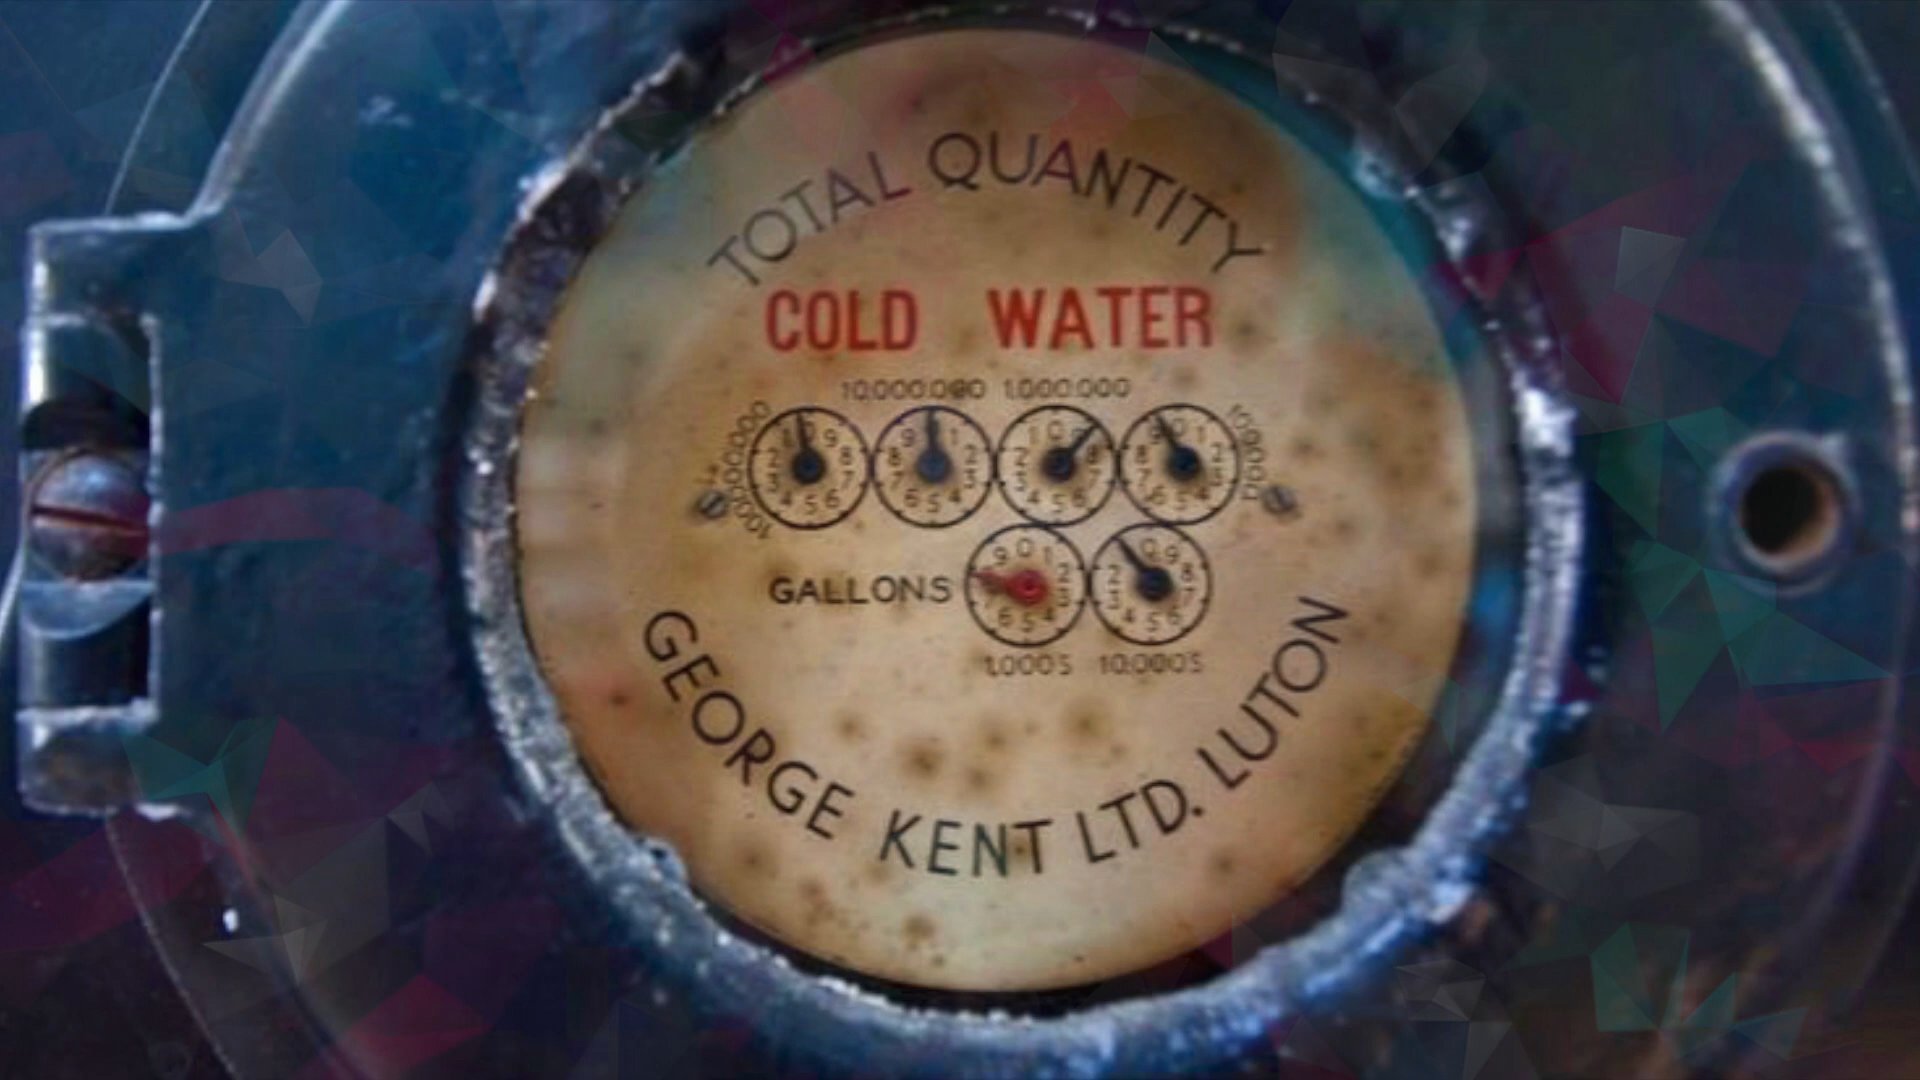 TOTAL QUANTITY
COLD WATER
10,000,000 1,000,000
GALLONS
1,000'S 10,000'S
GEORGE KENT LTD. LUTON